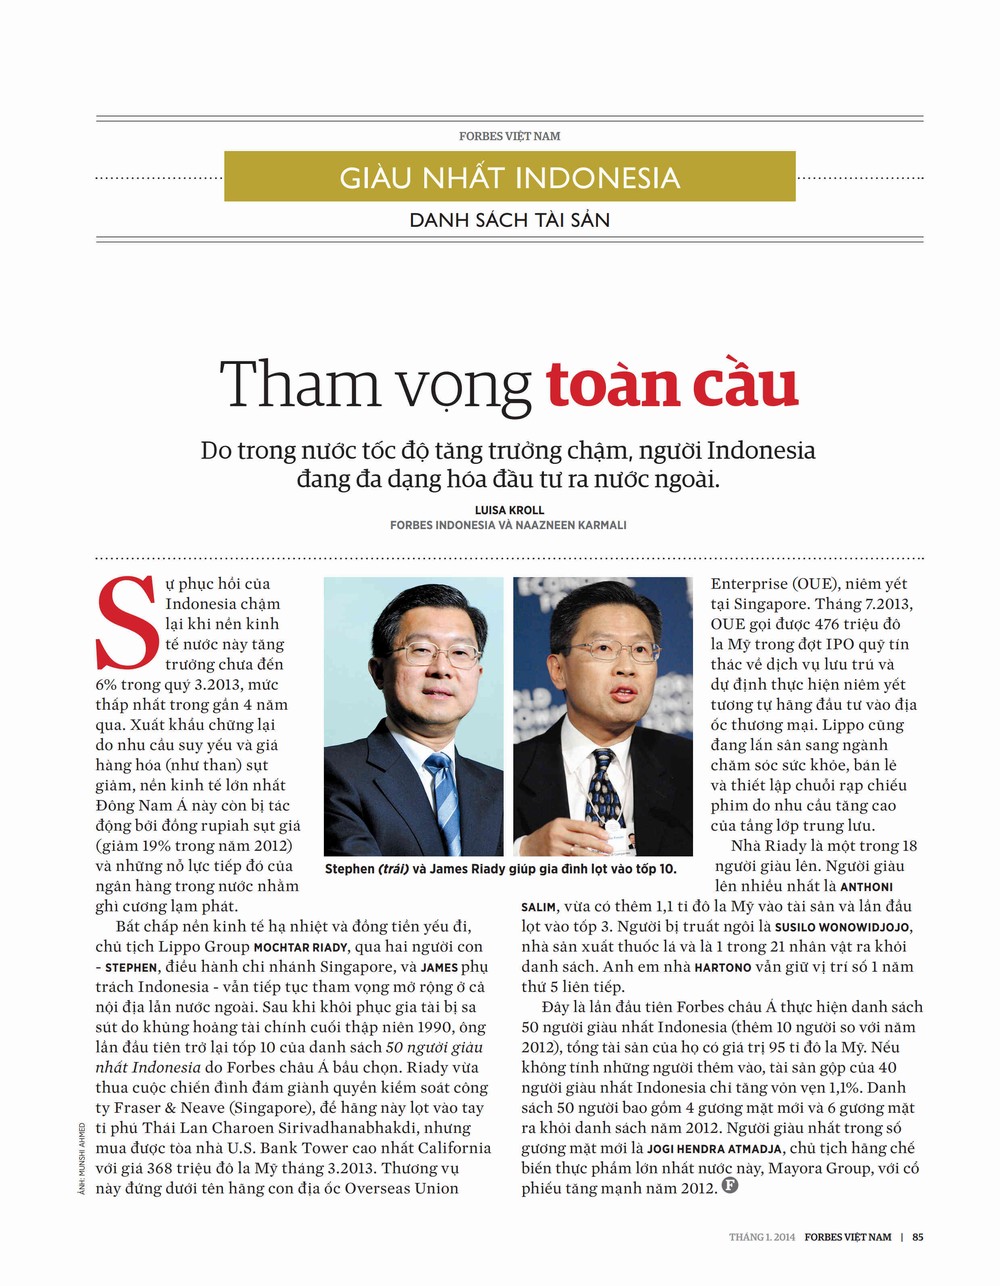 FORBES VIỆT NAM
GIÀU NHẤT INDONESIA
DANH SÁCH TÀI SẢN
Tham vọng toàn cầu
Do trong nước tốc độ tăng trưởng chậm, người Indonesia
đang đa dạng hóa đầu tư ra nước ngoài.
LUISA KROLL
FORBES INDONESIA VÀ NAAZNEEN KARMALI
Sự phục hồi của
Indonesia chậm
lại khi nền kinh
tế nước này tăng
trưởng chưa đến
6% trong quý 3.2013, mức
thấp nhất trong gần 4 năm
qua. Xuất khẩu chững lại
do nhu cầu suy yếu và giá
hàng hóa (như than) sụt
giảm, nền kinh tế lớn nhất
Đông Nam Á này còn bị tác
động bởi đồng rupiah sụt giá
(giảm 19% trong năm 2012)
và những nỗ lực tiếp đó của
ngân hàng trong nước nhằm
ghì cương lạm phát.
Bất chấp nền kinh tế hạ nhiệt và đồng tiền yếu đi,
chủ tịch Lippo Group MOCHTAR RIADY, qua hai người con
- STEPHEN, điều hành chi nhánh Singapore, và JAMES phụ
trách Indonesia - vẫn tiếp tục tham vọng mở rộng ở cả
nội địa lẫn nước ngoài. Sau khi khôi phục gia tài bị sa
sút do khủng hoảng tài chính cuối thập niên 1990, ông
lần đầu tiên trở lại tốp 10 của danh sách 50 người giàu
nhất Indonesia do Forbes châu Á bầu chọn. Riady vừa
thua cuộc chiến đình đám giành quyền kiểm soát công
ty Fraser & Neave (Singapore), để hãng này lọt vào tay
tỉ phú Thái Lan Charoen Sirivadhanabhakdi, nhưng
mua được tòa nhà U.S. Bank Tower cao nhất California
với giá 368 triệu đô la Mỹ tháng 3.2013. Thương vụ
này đứng dưới tên hãng con địa ốc Overseas Union
Stephen (trái) và James Riady giúp gia đình lọt vào tốp 10.
Enterprise (OUE), niêm yết
tại Singapore. Tháng 7.2013,
OUE gọi được 476 triệu đô
la Mỹ trong đợt IPO quỹ tín
thác về dịch vụ lưu trú và
dự định thực hiện niêm yết
tương tự hãng đầu tư vào địa
ốc thương mại. Lippo cũng
đang lấn sân sang ngành
chăm sóc sức khỏe, bán lẻ
và thiết lập chuỗi rạp chiếu
phim do nhu cầu tăng cao
của tầng lớp trung lưu.
Nhà Riady là một trong 18
người giàu lên. Người giàu
lên nhiều nhất là ANTHONI
SALIM, vừa có thêm 1,1 tỉ đô la Mỹ vào tài sản và lần đầu
lọt vào tốp 3. Người bị truất ngôi là SUSILO WONOWIDJOJO,
nhà sản xuất thuốc lá và là 1 trong 21 nhân vật ra khỏi
danh sách. Anh em nhà HARTONO vẫn giữ vị trí số 1 năm
thứ 5 liên tiếp.
Đây là lần đầu tiên Forbes châu Á thực hiện danh sách
50 người giàu nhất Indonesia (thêm 10 người so với năm
2012), tổng tài sản của họ có giá trị 95 tỉ đô la Mỹ. Nếu
không tính những người thêm vào, tài sản gộp của 40
người giàu nhất Indonesia chỉ tăng vỏn vẹn 1,1%. Danh
sách 50 người bao gồm 4 gương mặt mới và 6 gương mặt
ra khỏi danh sách năm 2012. Người giàu nhất trong số
gương mặt mới là JOGI HENDRA ATMADJA, chủ tịch hãng chế
biến thực phẩm lớn nhất nước này, Mayora Group, với cổ
phiếu tăng mạnh năm 2012. F
ẢNH: MUNSHI AHMED
THÁNG 1. 2014 FORBES VIỆT NAM | 85